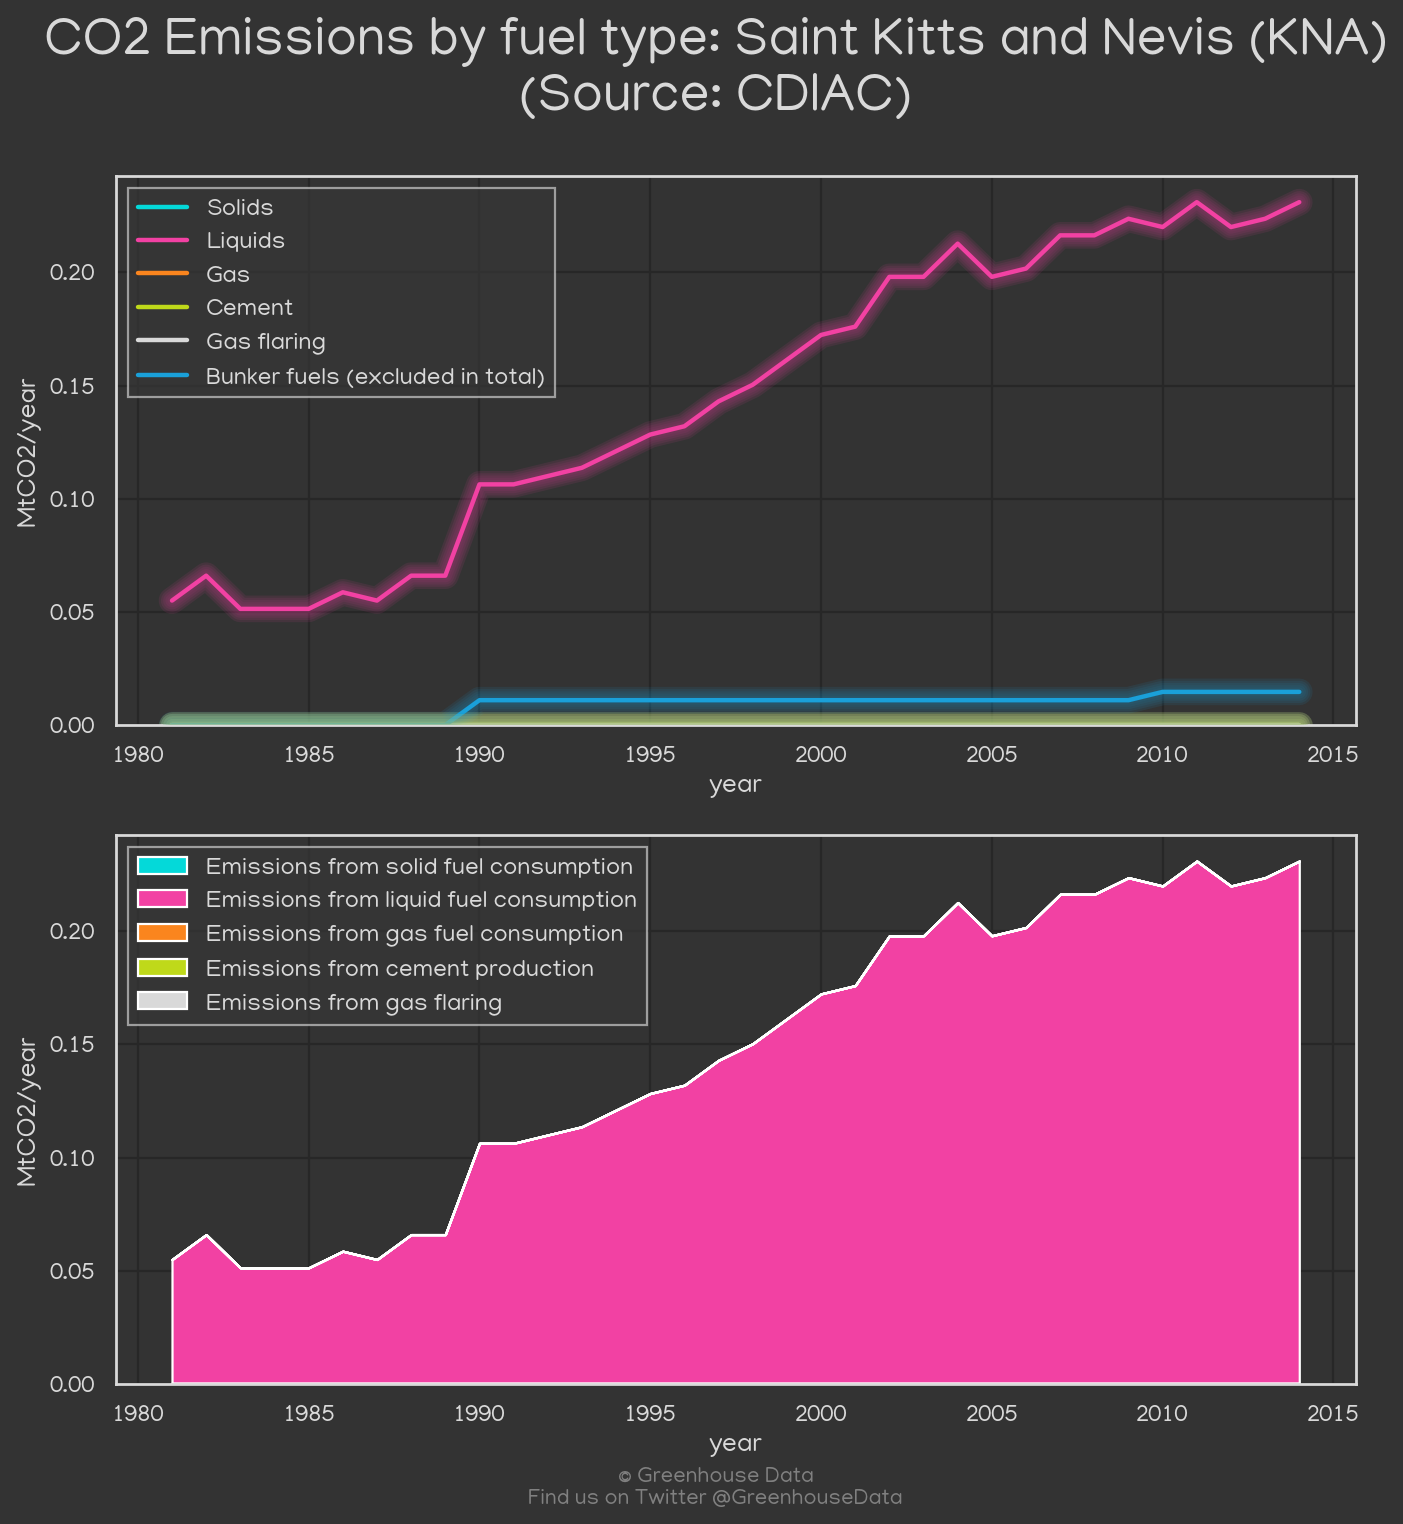 CO2 Emissions by fuel type: Saint Kitts and Nevis (KNA)
(Source: CDIAC)
Solids
Liquids
Gas
Cement
Gas flaring
Bunker fuels (excluded in total)
MtCO2/year
0.20
0.15
0.10
0.05
0.00
1980 1985 1990 1995 2000 2005 2010 2015
year
Emissions from solid fuel consumption
Emissions from liquid fuel consumption
Emissions from gas fuel consumption
Emissions from cement production
Emissions from gas flaring
MtCO2/year
0.20
0.15
0.10
0.05
0.00
1980 1985 1990 1995 2000 2005 2010 2015
year
© Greenhouse Data
Find us on Twitter @GreenhouseData